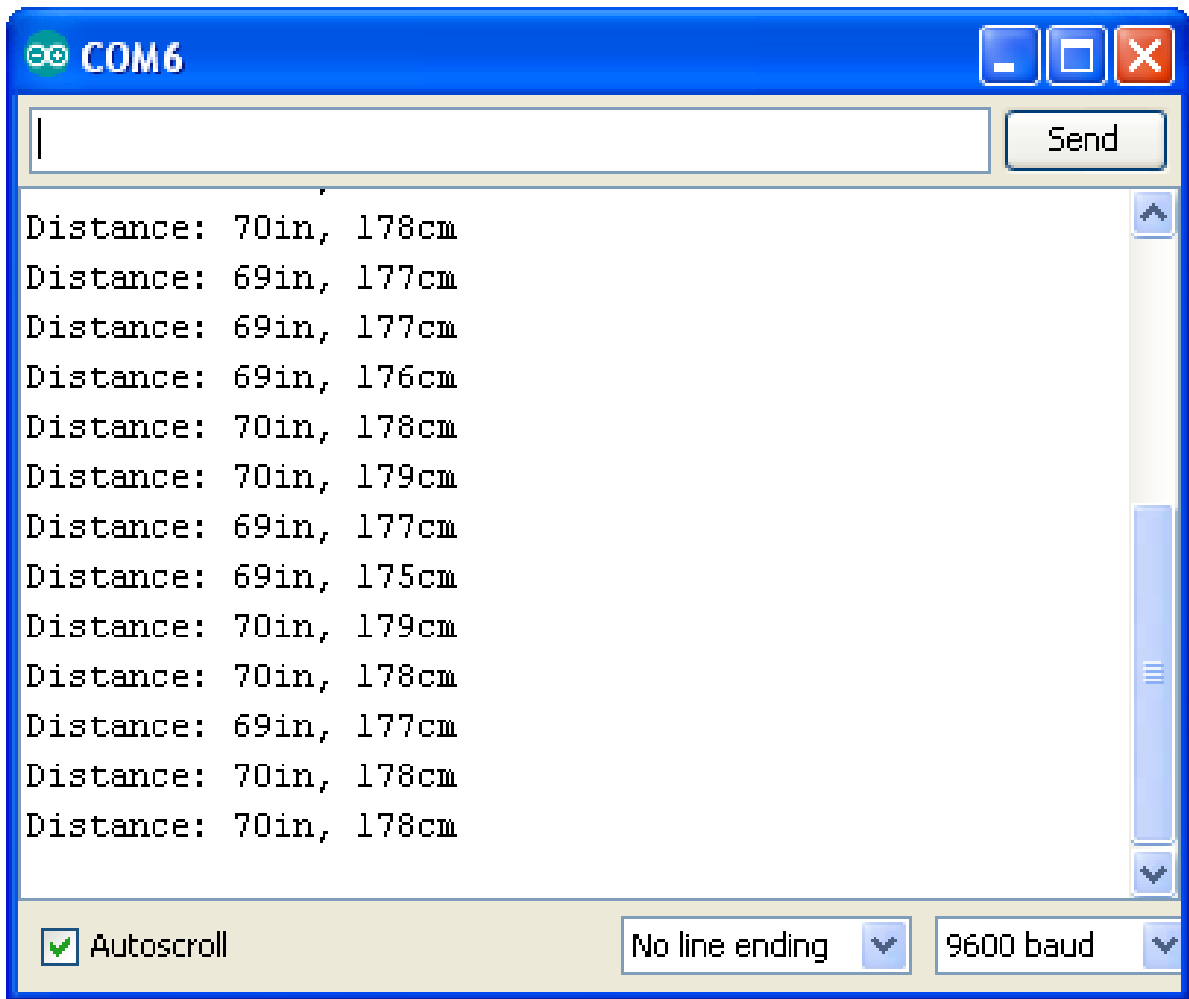 COM6
Send
Distance: 70in, 178cm
Distance: 69in, 177cm
Distance: 69in, 177cm
Distance: 69in, 176cm
Distance: 70in, 178cm
Distance: 70in, 179cm
Distance: 69in, 177cm
Distance: 69in, 175cm
Distance: 70in, 179cm
Distance: 70in, 178cm
Distance: 69in, 177cm
Distance: 70in, 178cm
Distance: 70in, 178cm
Autoscroll
No line ending
9600 baud